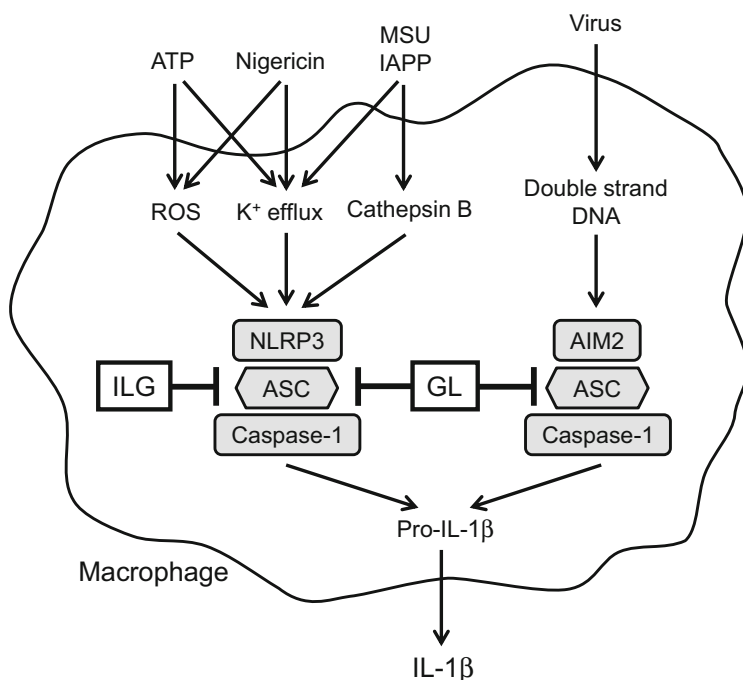 ATP
Nigericin
MSU
IAPP
Virus
ROS
K⁺ efflux
Cathepsin B
Double strand
DNA
NLRP3
AIM2
ILG
ASC
GL
ASC
Caspase-1
Caspase-1
Pro-IL-1β
Macrophage
IL-1β